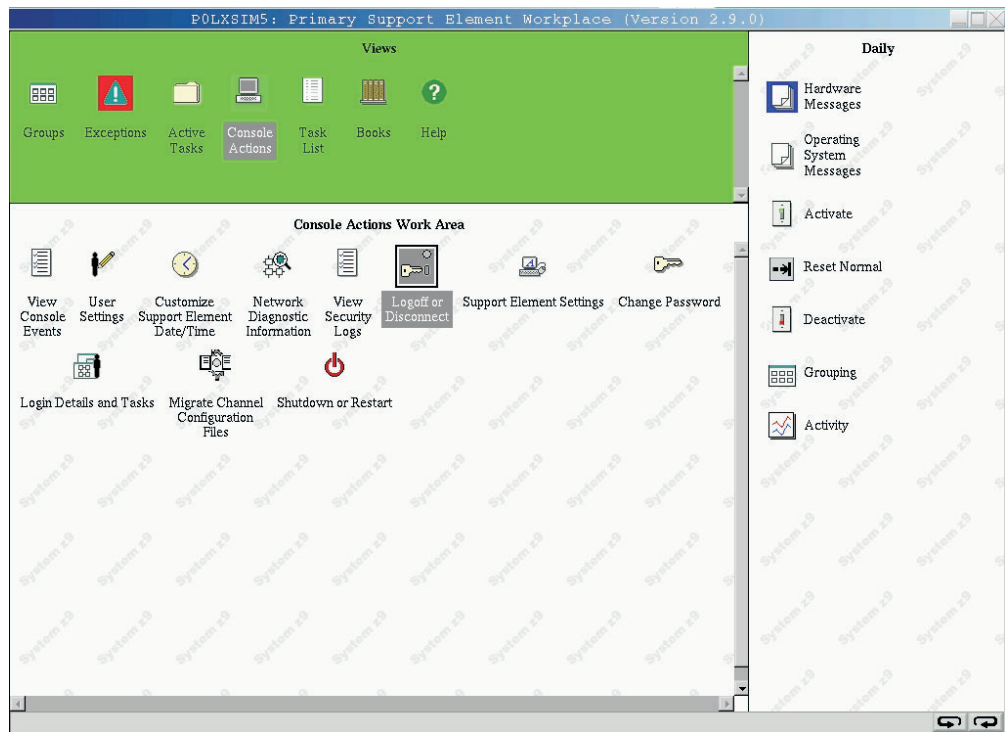 P0LXSIM5: Primary Support Element Workplace (Version 2.9.0)
Views
Groups
Exceptions
Active
Tasks
Console
Actions
Task
List
Books
Help
Console Actions Work Area
View
Console
Events
User
Settings
Customize
Support Element
Date/Time
Network
Diagnostic
Information
View
Security
Logs
Logoff or
Disconnect
Support Element Settings
Change Password
Login Details and Tasks
Migrate Channel
Configuration
Files
Shutdown or Restart
Daily
Hardware
Messages
Operating
System
Messages
Activate
Reset Normal
Deactivate
Grouping
Activity
System z9